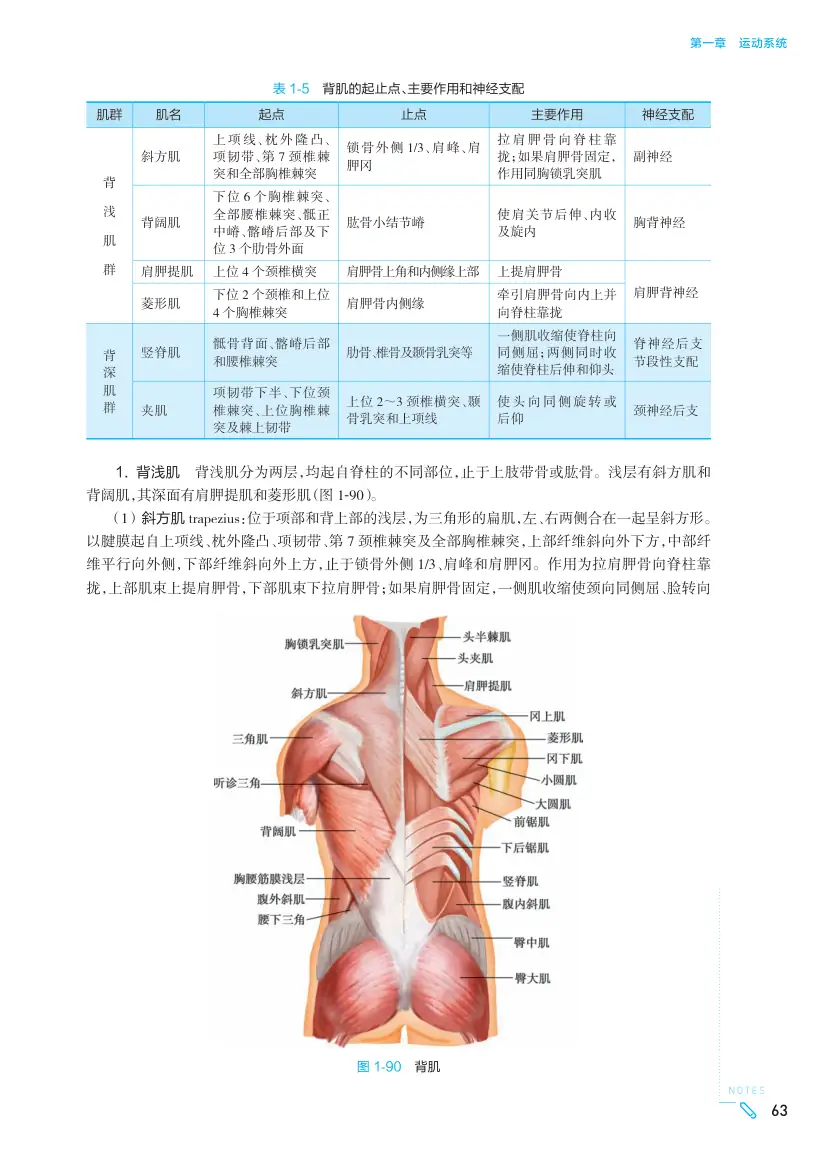 第一章 运动系统
表 1-5 背肌的起止点、主要作用和神经支配
肌群 肌名 起点 止点 主要作用 神经支配
背浅肌群
斜方肌
上项线、枕外隆凸、
项韧带、第 7 颈椎棘
突和全部胸椎棘突
锁骨外侧 1/3、肩峰、肩
胛冈
拉肩胛骨向脊柱靠
拢;如果肩胛骨固定,
作用同胸锁乳突肌
副神经
背阔肌
下位 6 个胸椎棘突、
全部腰椎棘突、骶正
中嵴、髂嵴后部及下
位 3 个肋骨外面
肱骨小结节嵴
使肩关节后伸、内收
及旋内
胸背神经
肩胛提肌
上位 4 个颈椎横突
肩胛骨上角和内侧缘上部
上提肩胛骨
肩胛背神经
菱形肌
下位 2 个颈椎和上位
4 个胸椎棘突
肩胛骨内侧缘
牵引肩胛骨向内上并
向脊柱靠拢
背深肌群
竖脊肌
骶骨背面、髂嵴后部
和腰椎棘突
肋骨、椎骨及颞骨乳突等
一侧肌收缩使脊柱向
同侧屈;两侧同时收
缩使脊柱后伸和仰头
脊神经后支
节段性支配
夹肌
项韧带下半、下位颈
椎棘突、上位胸椎棘
突及棘上韧带
上位 2~3 颈椎横突、颞
骨乳突和上项线
使头向同侧旋转或
后仰
颈神经后支
1. 背浅肌 背浅肌分为两层,均起自脊柱的不同部位,止于上肢带骨或肱骨。浅层有斜方肌和
背阔肌,其深面有肩胛提肌和菱形肌(图 1-90)。
(1)斜方肌 trapezius:位于项部和背上部的浅层,为三角形的扁肌,左、右两侧合在一起呈斜方形。
以腱膜起自上项线、枕外隆凸、项韧带、第 7 颈椎棘突及全部胸椎棘突,上部纤维斜向外下方,中部纤
维平行向外侧,下部纤维斜向外上方,止于锁骨外侧 1/3、肩峰和肩胛冈。作用为拉肩胛骨向脊柱靠
拢,上部肌束上提肩胛骨,下部肌束下拉肩胛骨;如果肩胛骨固定,一侧肌收缩使颈向同侧屈、脸转向
胸锁乳突肌
斜方肌
三角肌
听诊三角
背阔肌
胸腰筋膜浅层
腹外斜肌
腰下三角
头半棘肌
头夹肌
肩胛提肌
冈上肌
菱形肌
冈下肌
小圆肌
大圆肌
前锯肌
下后锯肌
竖脊肌
腹内斜肌
臀中肌
臀大肌
图 1-90 背肌
NOTES
63